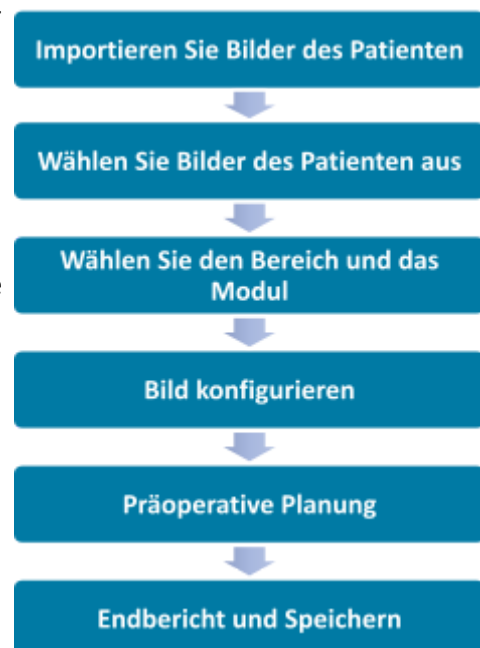 Importieren Sie Bilder des Patienten
Wählen Sie Bilder des Patienten aus
Wählen Sie den Bereich und das
Modul
Bild konfigurieren
Präoperative Planung
Endbericht und Speichern